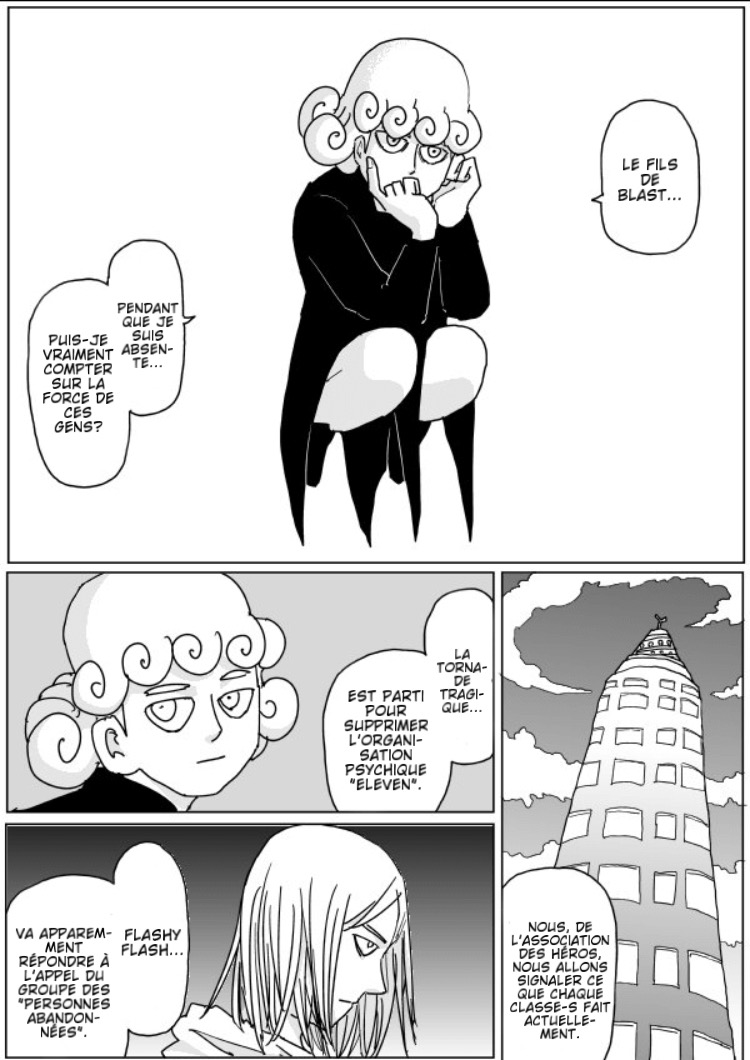 LE FILS
DE
BLAST...
PENDANT
QUE JE
SUIS
ABSEN-
TE...
PUIS-JE
VRAIMENT
COMPTER
SUR LA
FORCE DE
CES
GENS?
NOUS, DE
L'ASSOCIATION
DES HÉROS,
NOUS ALLONS
SIGNALER CE
QUE CHAQUE
CLASSE-S FAIT
ACTUELLE-
MENT.
LA
TORNA-
DE
TRAGI-
QUE...
EST PARTI
POUR
SUPPRIMER
L'ORGANI-
SATION
PSYCHIQUE
"ELEVEN".
FLASHY
FLASH...
VA APPAREM-
MENT
RÉPONDRE À
L'APPEL DU
GROUPE DES
"PERSONNES
ABANDON-
NÉES".